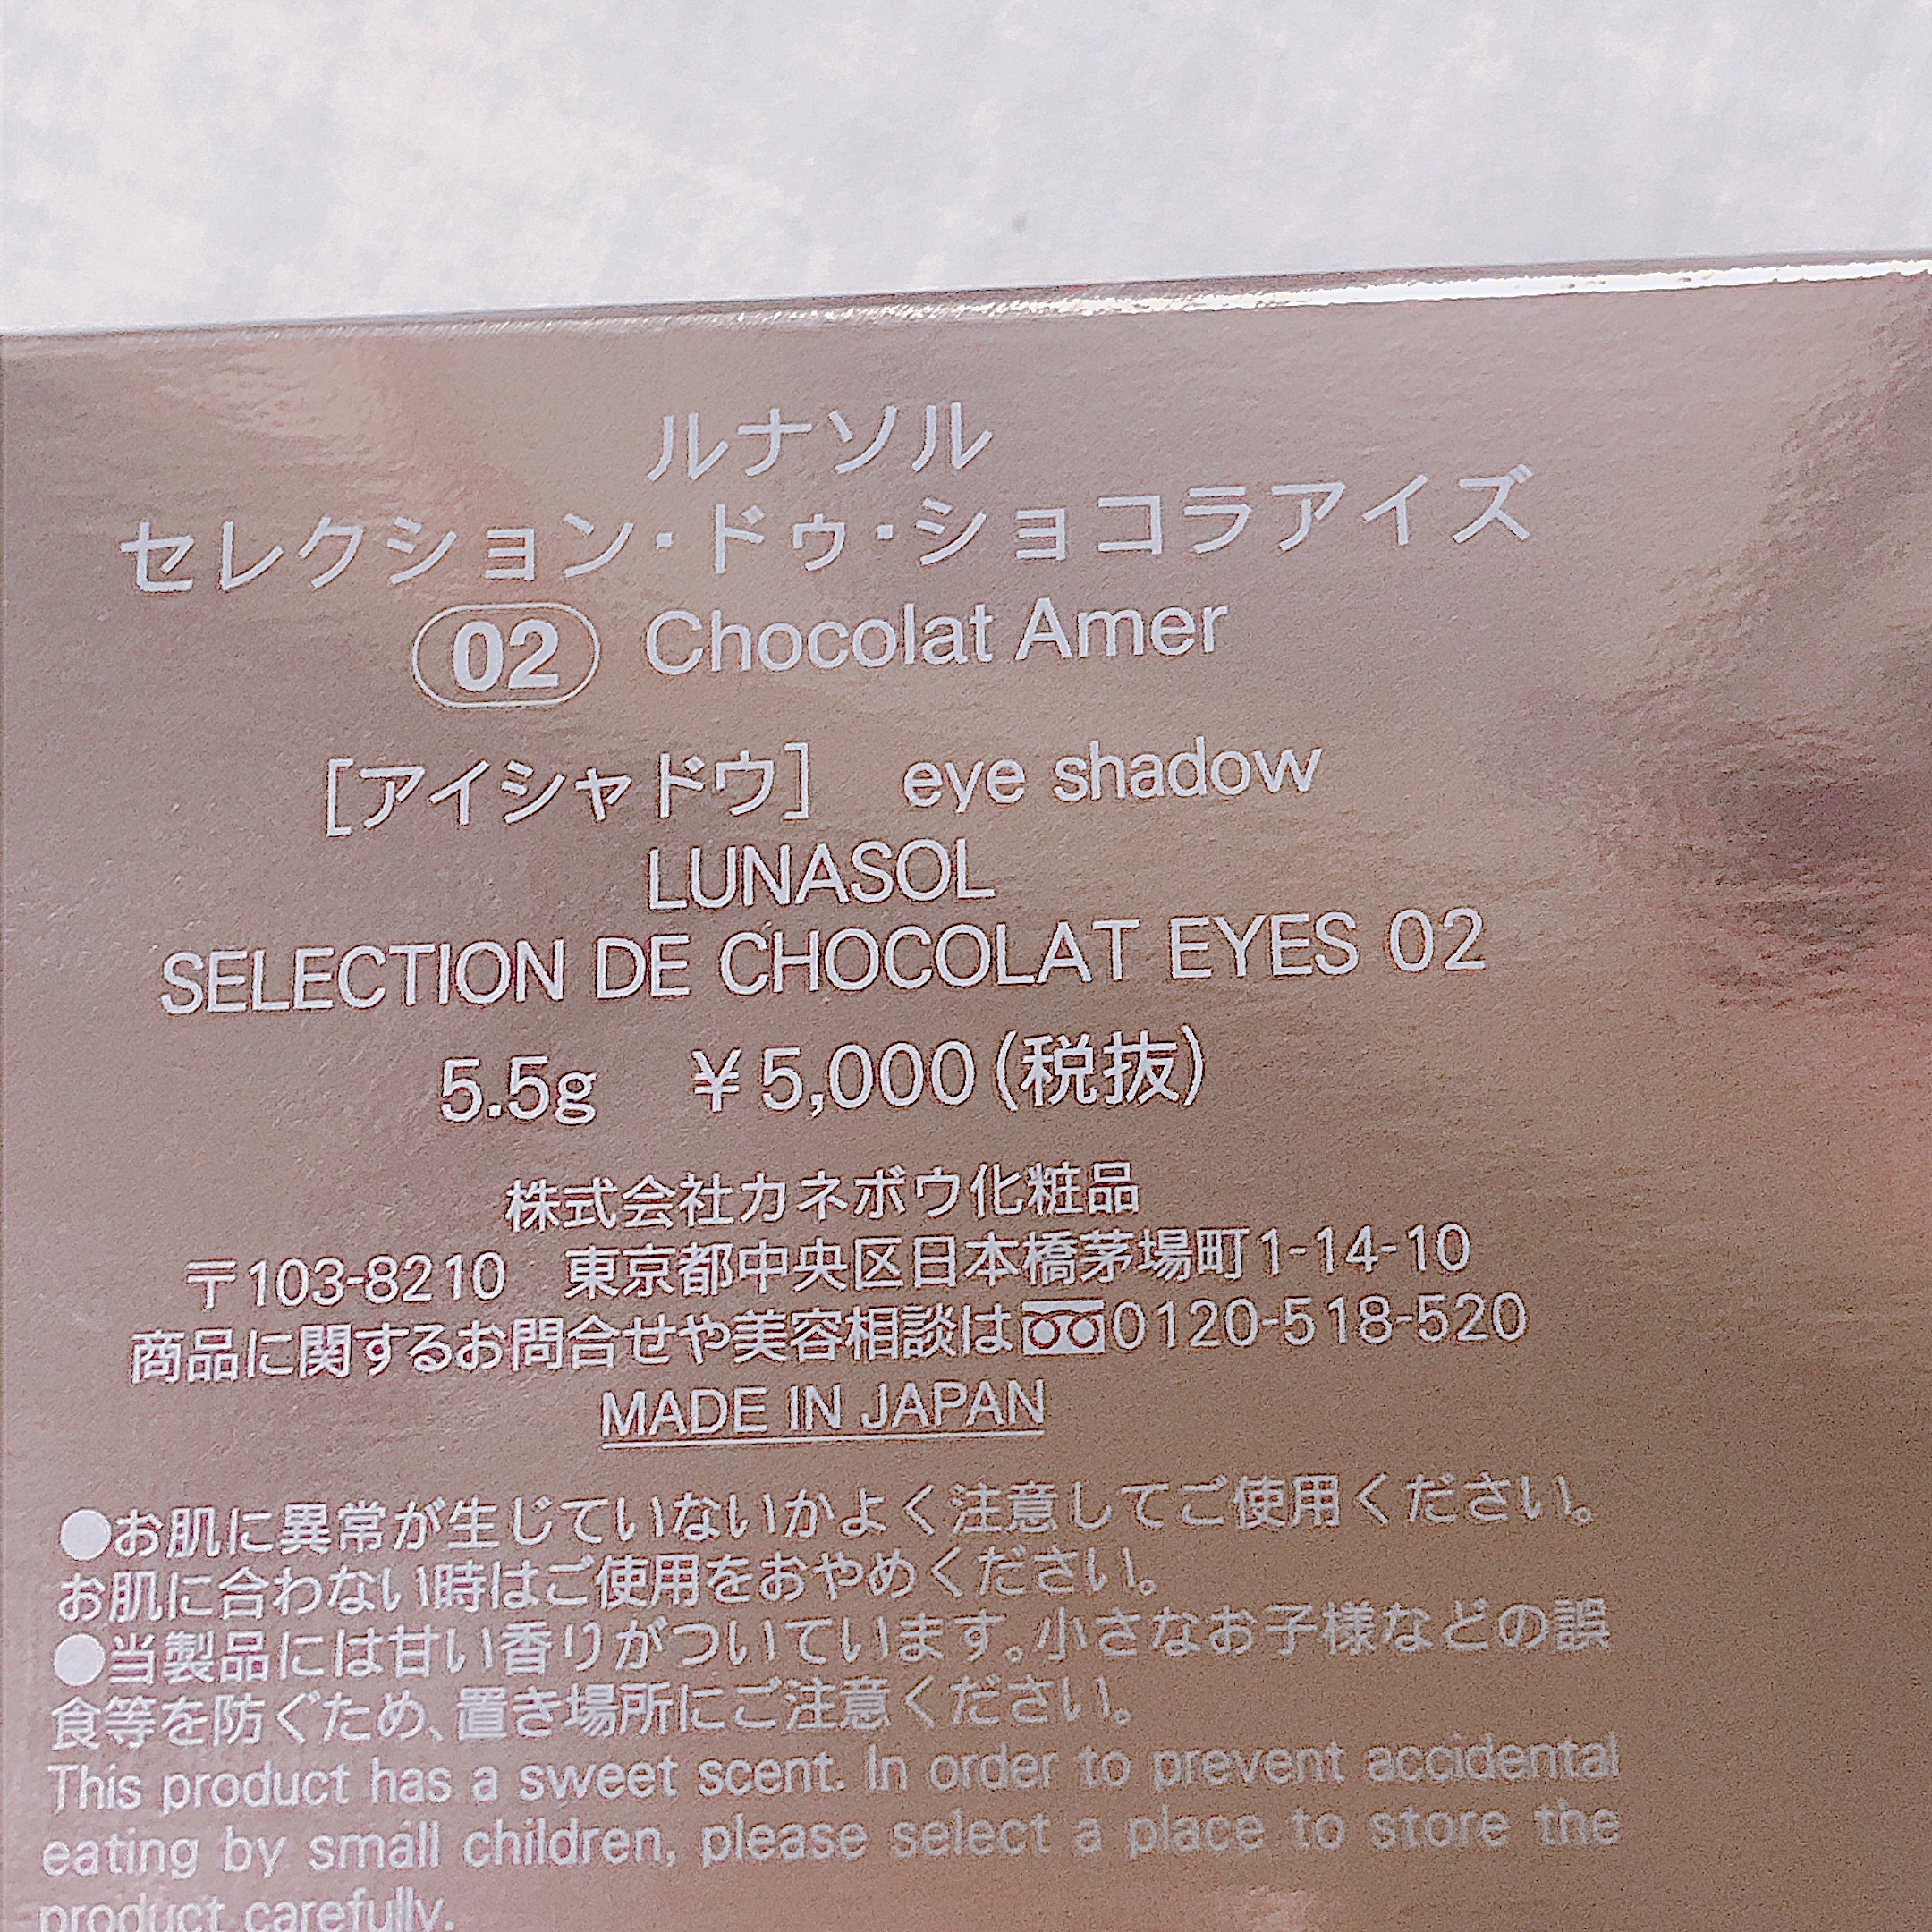 ルナソル
セレクション・ドゥ・ショコラアイズ
02 Chocolat Amer
[アイシャドウ] eye shadow
LUNASOL
SELECTION DE CHOCOLAT EYES 02
5.5g ￥5,000(税抜)
株式会社カネボウ化粧品
〒103-8210 東京都中央区日本橋茅場町1-14-10
商品に関するお問合せや美容相談は0120-518-520
MADE IN JAPAN
●お肌に異常が生じていないかよく注意してご使用ください。
お肌に合わない時はご使用をおやめください。
●当製品には甘い香りがついています。小さなお子様などの誤
食等を防ぐため、置き場所にご注意ください。
This product has a sweet scent. In order to prevent accidental
eating by small children, please select a place to store the
product carefully.